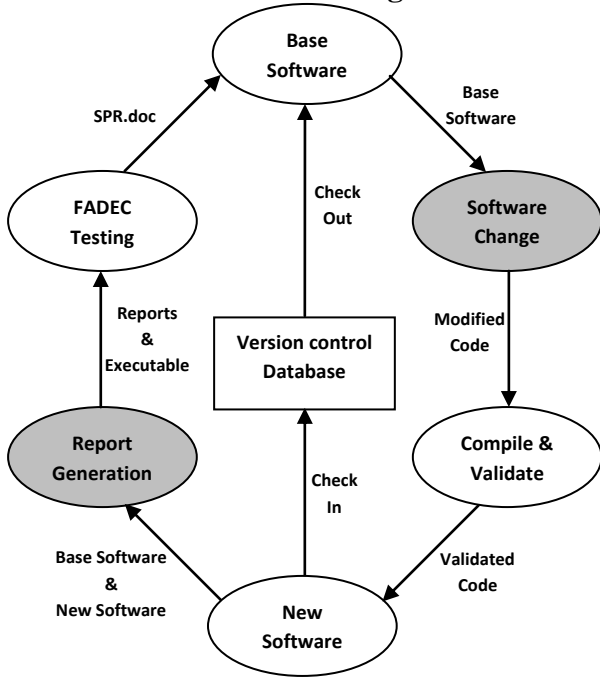 Base
Software
SPR.doc
Base
Software
FADEC
Testing
Check
Out
Software
Change
Reports
&
Executable
Version control
Database
Modified
Code
Report
Generation
Compile &
Validate
Check
In
Base Software
&
New Software
Validated
Code
New
Software